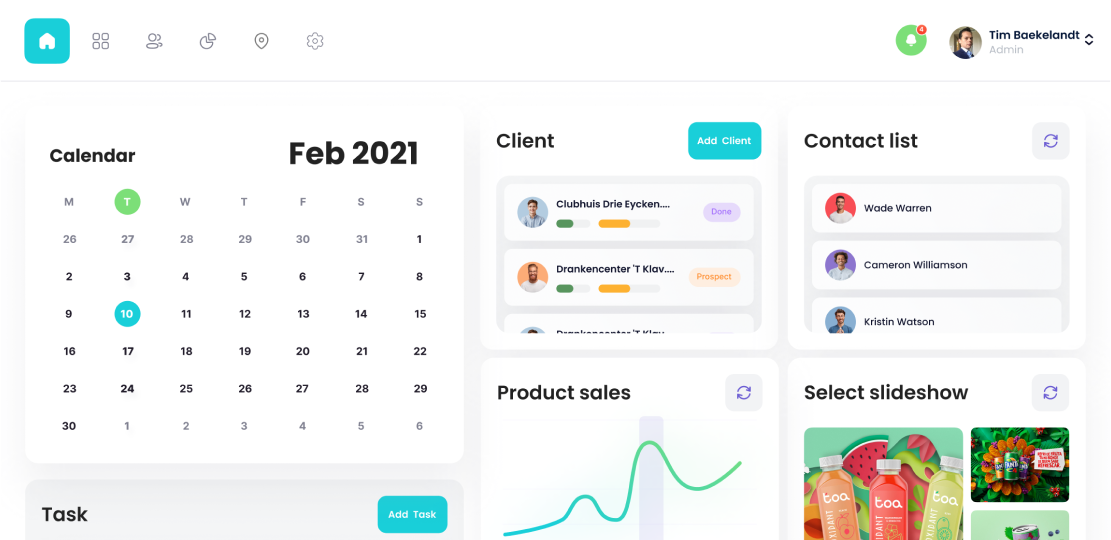 4
Tim Baekelandt
Admin
Calendar
Feb 2021
M T W T F S S
26 27 28 29 30 31 1
2 3 4 5 6 7 8
9 10 11 12 13 14 15
16 17 18 19 20 21 22
23 24 25 26 27 28 29
30 1 2 3 4 5 6
Task
Add Task
Client
Add Client
Clubhuis Drie Eycken....
Done
Drankencenter 'T Klav....
Prospect
Drankencenter 'T Klav....
Contact list
Wade Warren
Cameron Williamson
Kristin Watson
Product sales
Select slideshow
toa
toa
toa